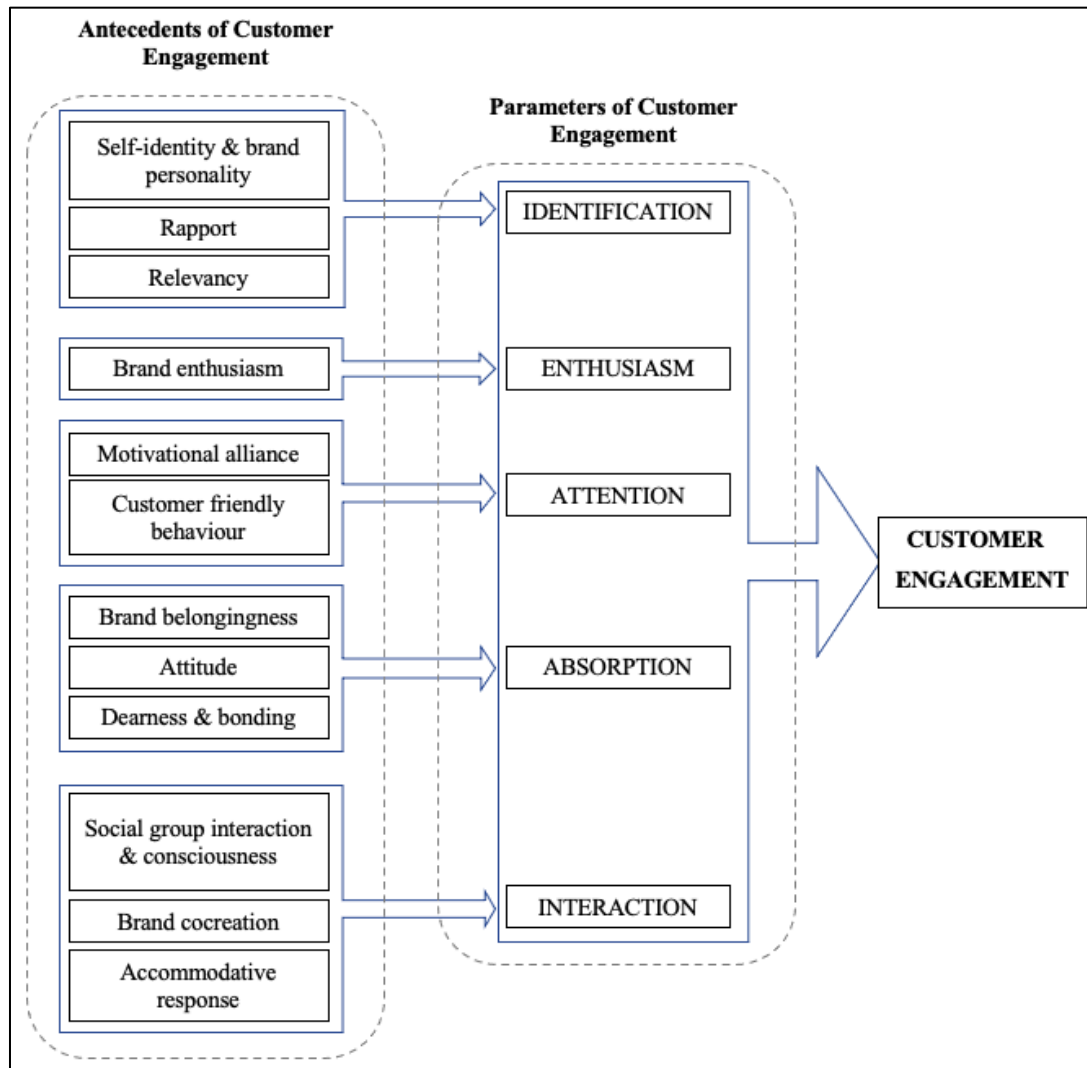 Antecedents of Customer
Engagement
Self-identity & brand
personality
Rapport
Relevancy
Brand enthusiasm
Motivational alliance
Customer friendly
behaviour
Brand belongingness
Attitude
Dearness & bonding
Social group interaction
& consciousness
Brand cocreation
Accommodative
response
Parameters of Customer
Engagement
IDENTIFICATION
ENTHUSIASM
ATTENTION
ABSORPTION
INTERACTION
CUSTOMER
ENGAGEMENT